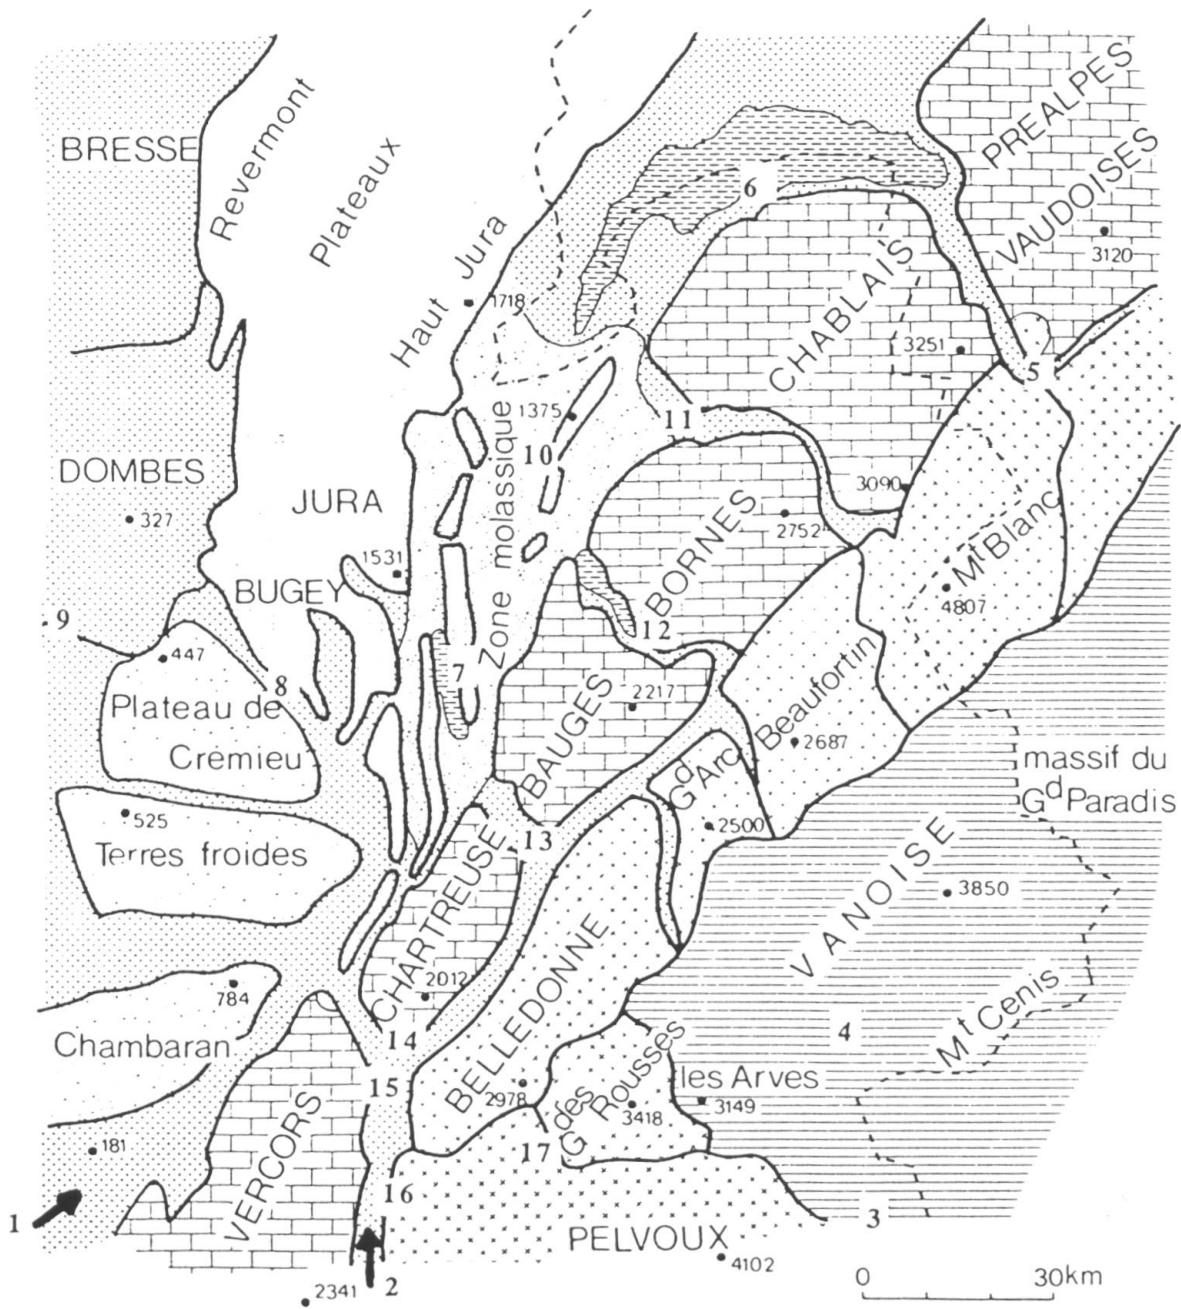 BRESSE
Revermont
Plateaux
Haut Jura
1718
6
PREALPES
VAUDOISES
3120
CHABLAIS
3251
5
DOMBES
327
JURA
1531
BUGEY
1375
10
11
Zone molassique
3090
BORNES
2752
Mt Blanc
4807
9
447
8
Plateau de
Crémieu
7
12
BAUGES
2217
Beaufortin
2687
Gd Arc
2500
massif du
Gd Paradis
525
Terres froides
13
CHARTREUSE
2012
VANOISE
3850
784
Chambaran
14
15
BELLEDONNE
2978
Gdes Rousses
3418
les Arves
3149
4
Mt Cenis
181
VERCORS
16
17
1
2
3
PELVOUX
4102
2341
0 30km